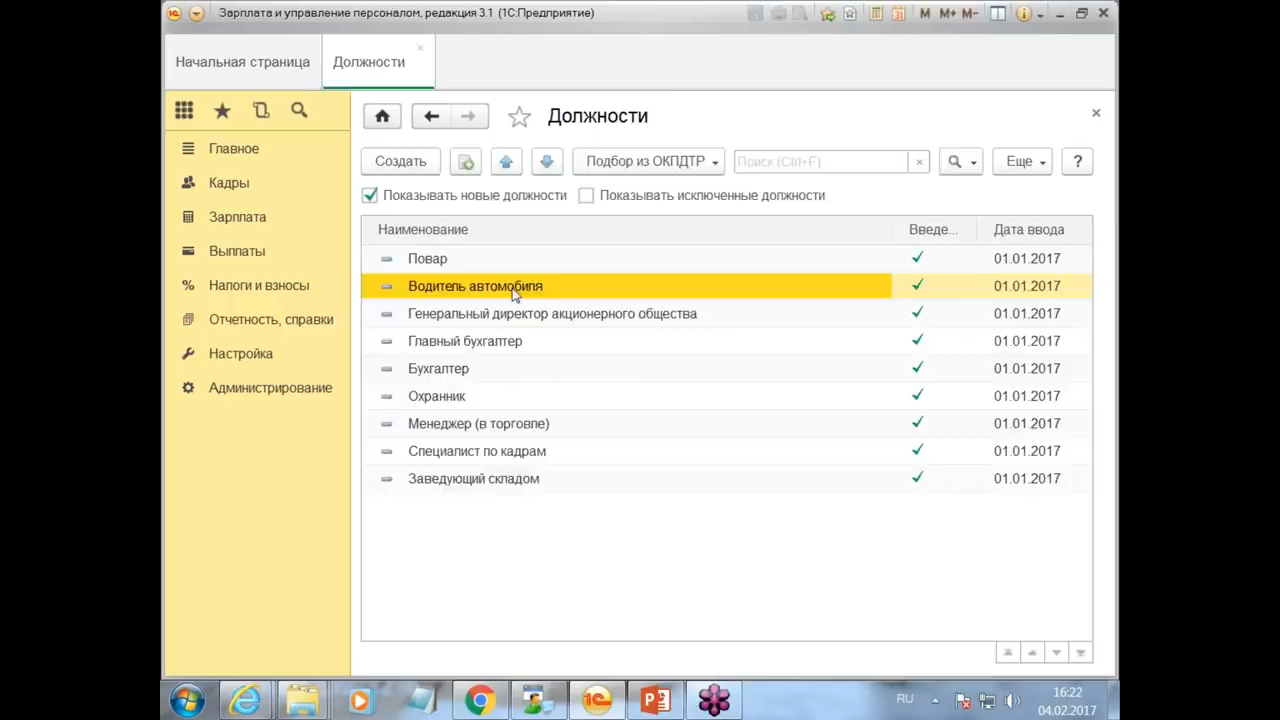 Зарплата и управление персоналом, редакция 3.1 (1С:Предприятие)
M M+ M-
Начальная страница
Должности
Главное
Кадры
Зарплата
Выплаты
Налоги и взносы
Отчетность, справки
Настройка
Администрирование
Должности
Создать
Подбор из ОКПДТР
Поиск (Ctrl+F)
Еще
?
Показывать новые должности
Показывать исключенные должности
Наименование Введе... Дата ввода
Повар 01.01.2017
Водитель автомобиля 01.01.2017
Генеральный директор акционерного общества 01.01.2017
Главный бухгалтер 01.01.2017
Бухгалтер 01.01.2017
Охранник 01.01.2017
Менеджер (в торговле) 01.01.2017
Специалист по кадрам 01.01.2017
Заведующий складом 01.01.2017
RU
16:22
04.02.2017